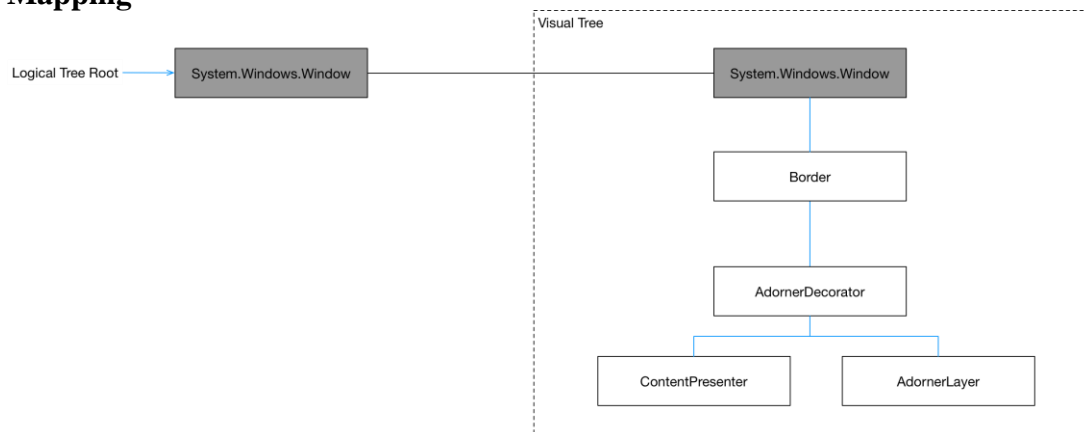 Mapping
Visual Tree
Logical Tree Root
System.Windows.Window
System.Windows.Window
Border
AdornerDecorator
ContentPresenter
AdornerLayer